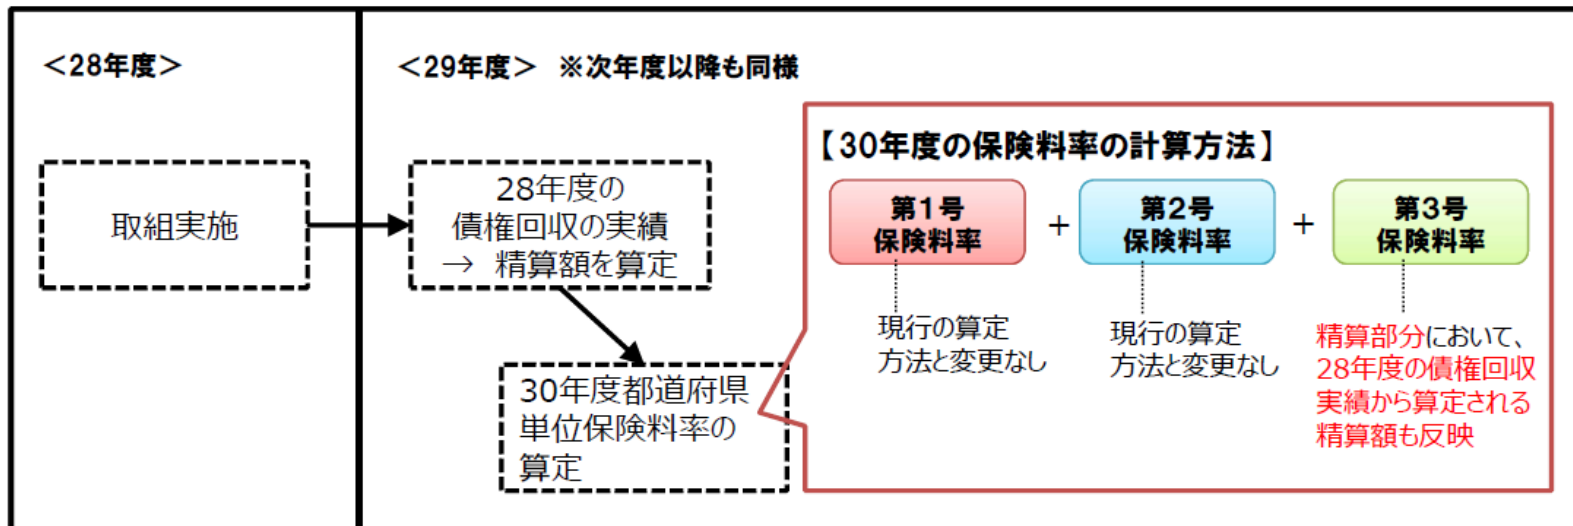 <28年度>
<29年度> ※次年度以降も同様
取組実施
28年度の
債権回収の実績
→ 精算額を算定
30年度都道府県
単位保険料率の
算定
【30年度の保険料率の計算方法】
第1号
保険料率
+
第2号
保険料率
+
第3号
保険料率
現行の算定
方法と変更なし
現行の算定
方法と変更なし
精算部分において、
28年度の債権回収
実績から算定される
精算額も反映